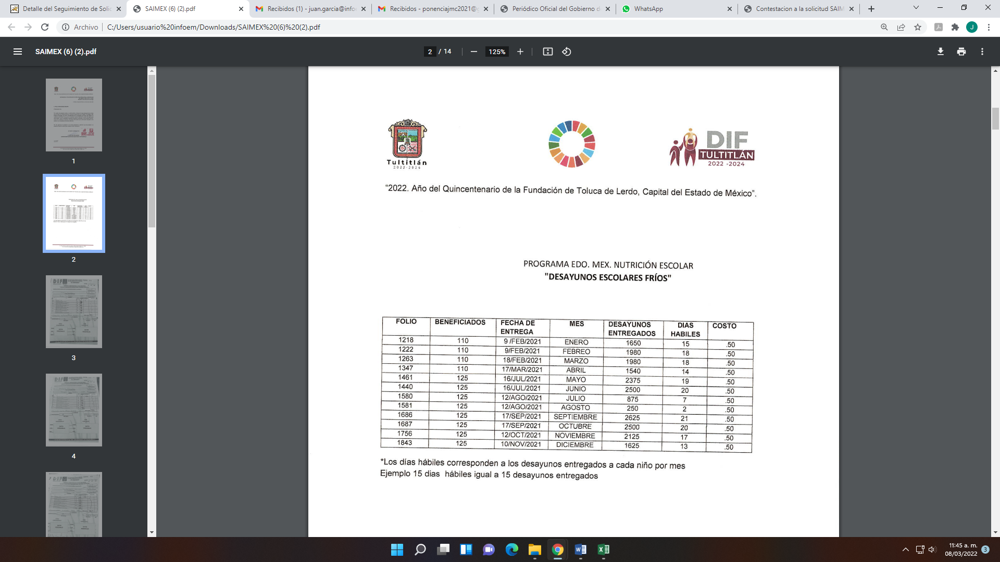 Detalle del Seguimiento de Solic
SAIMEX (6) (2).pdf
Recibidos (1) - juan.garcia@info
Recibidos - ponenciajmc2021@g
Periódico Oficial del Gobierno d
WhatsApp
Contestacion a la solicitud SAIM
Archivo C:/Users/usuario%20infoem/Downloads/SAIMEX%20(6)%20(2).pdf
J
SAIMEX (6) (2).pdf
2 / 14
125%
1
2
3
4
Tultitlán
2022-2024
DIF
TULTITLÁN
2022 -2024
“2022. Año del Quincentenario de la Fundación de Toluca de Lerdo, Capital del Estado de México”.
PROGRAMA EDO. MEX. NUTRICIÓN ESCOLAR
"DESAYUNOS ESCOLARES FRÍOS"
FOLIO BENEFICIADOS FECHA DE ENTREGA MES DESAYUNOS ENTREGADOS DIAS HABILES COSTO
1218 110 9 /FEB/2021 ENERO 1650 15 .50
1222 110 9/FEB/2021 FEBREO 1980 18 .50
1263 110 18/FEB/2021 MARZO 1980 18 .50
1347 110 17/MAR/2021 ABRIL 1540 14 .50
1461 125 16/JUL/2021 MAYO 2375 19 .50
1440 125 16/JUL/2021 JUNIO 2500 20 .50
1580 125 12/AGO/2021 JULIO 875 7 .50
1581 125 12/AGO/2021 AGOSTO 250 2 .50
1686 125 17/SEP/2021 SEPTIEMBRE 2625 21 .50
1687 125 17/SEP/2021 OCTUBRE 2500 20 .50
1756 125 12/OCT/2021 NOVIEMBRE 2125 17 .50
1843 125 10/NOV/2021 DICIEMBRE 1625 13 .50
*Los días hábiles corresponden a los desayunos entregados a cada niño por mes
Ejemplo 15 dias hábiles igual a 15 desayunos entregados
11:45 a. m.
08/03/2022
3